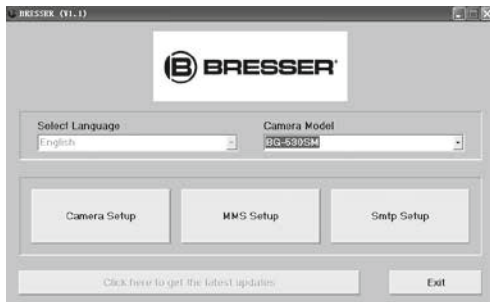 BRESSER (V1.1)
BRESSER
Select Language
Camera Model
English
BG-530SM
Camera Setup
MMS Setup
Smtp Setup
Click here to get the latest updates
Exit